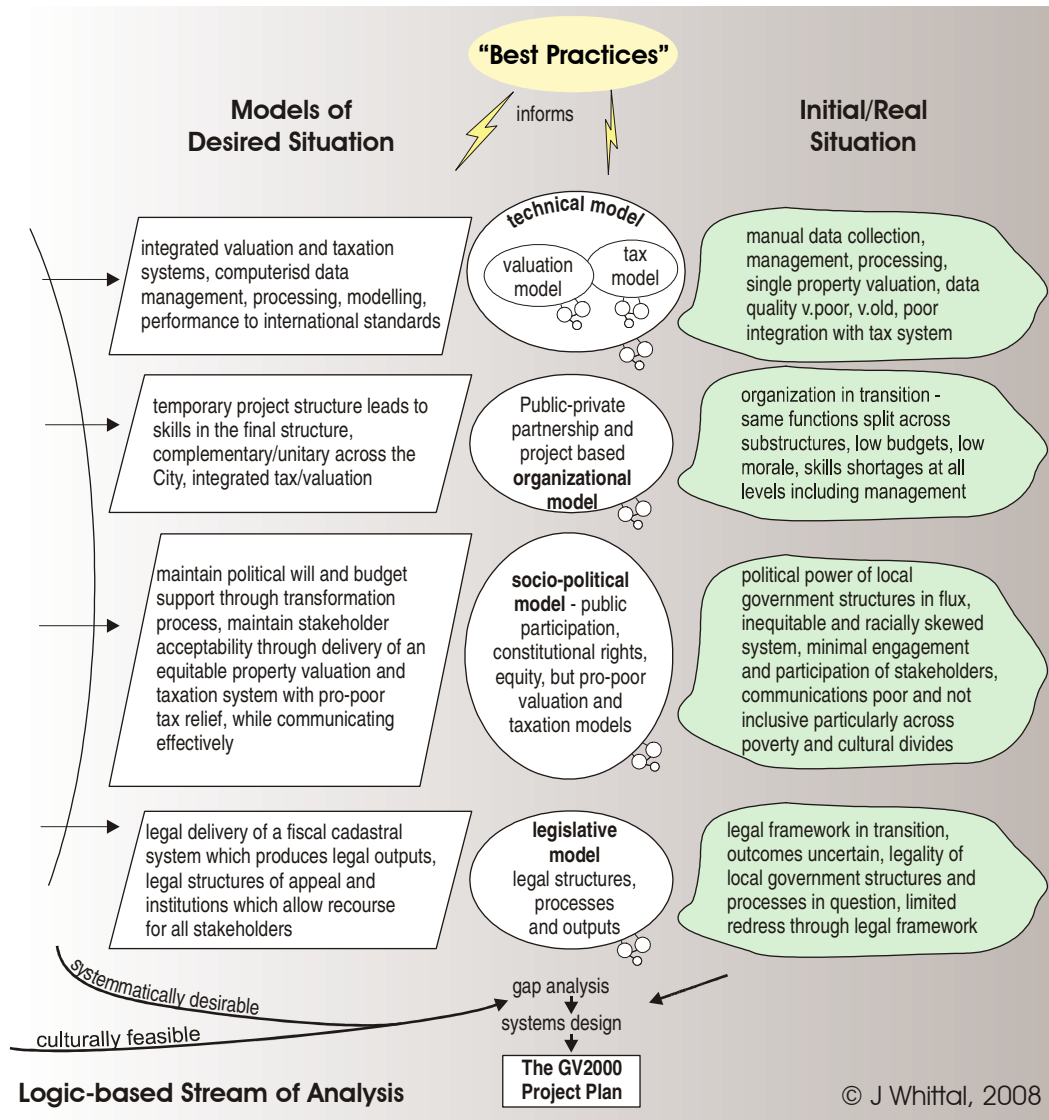 “Best Practices”
informs
Models of
Desired Situation
Initial/Real
Situation
integrated valuation and taxation
systems, computerisd data
management, processing, modelling,
performance to international standards
technical model
valuation
model
tax
model
manual data collection,
management, processing,
single property valuation, data
quality v.poor, v.old, poor
integration with tax system
temporary project structure leads to
skills in the final structure,
complementary/unitary across the
City, integrated tax/valuation
Public-private
partnership and
project based
organizational
model
organization in transition -
same functions split across
substructures, low budgets, low
morale, skills shortages at all
levels including management
maintain political will and budget
support through transformation
process, maintain stakeholder
acceptability through delivery of an
equitable property valuation and
taxation system with pro-poor
tax relief, while communicating
effectively
socio-political
model - public
participation,
constitutional rights,
equity, but pro-poor
valuation and
taxation models
political power of local
government structures in flux,
inequitable and racially skewed
system, minimal engagement
and participation of stakeholders,
communications poor and not
inclusive particularly across
poverty and cultural divides
legal delivery of a fiscal cadastral
system which produces legal outputs,
legal structures of appeal and
institutions which allow recourse
for all stakeholders
legislative
model
legal structures,
processes
and outputs
legal framework in transition,
outcomes uncertain, legality of
local government structures and
processes in question, limited
redress through legal framework
systemmatically desirable
culturally feasible
gap analysis
systems design
The GV2000
Project Plan
Logic-based Stream of Analysis
© J Whittal, 2008